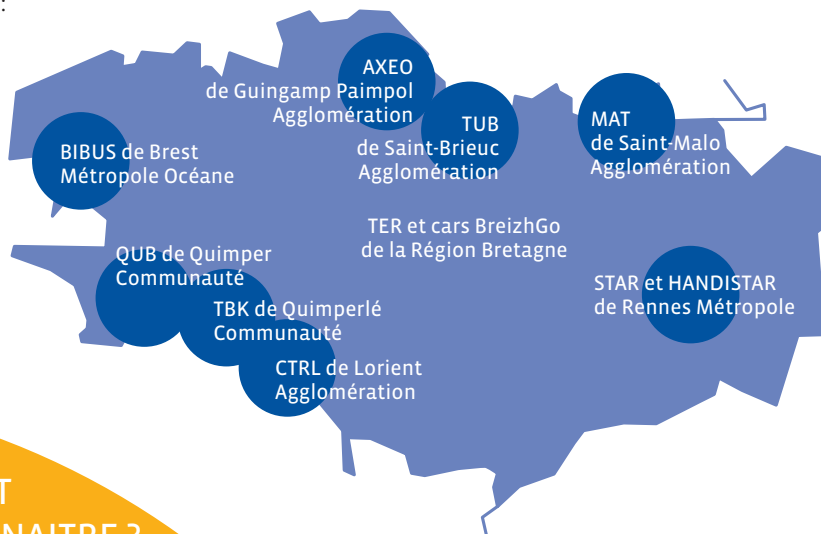 :
AXEO
de Guingamp Paimpol
Agglomération
TUB
de Saint-Brieuc
Agglomération
MAT
de Saint-Malo
Agglomération
BIBUS de Brest
Métropole Océane
TER et cars BreizhGo
de la Région Bretagne
QUB de Quimper
Communauté
STAR et HANDISTAR
de Rennes Métropole
TBK de Quimperlé
Communauté
CTRL de Lorient
Agglomération
T
NAITRE ?